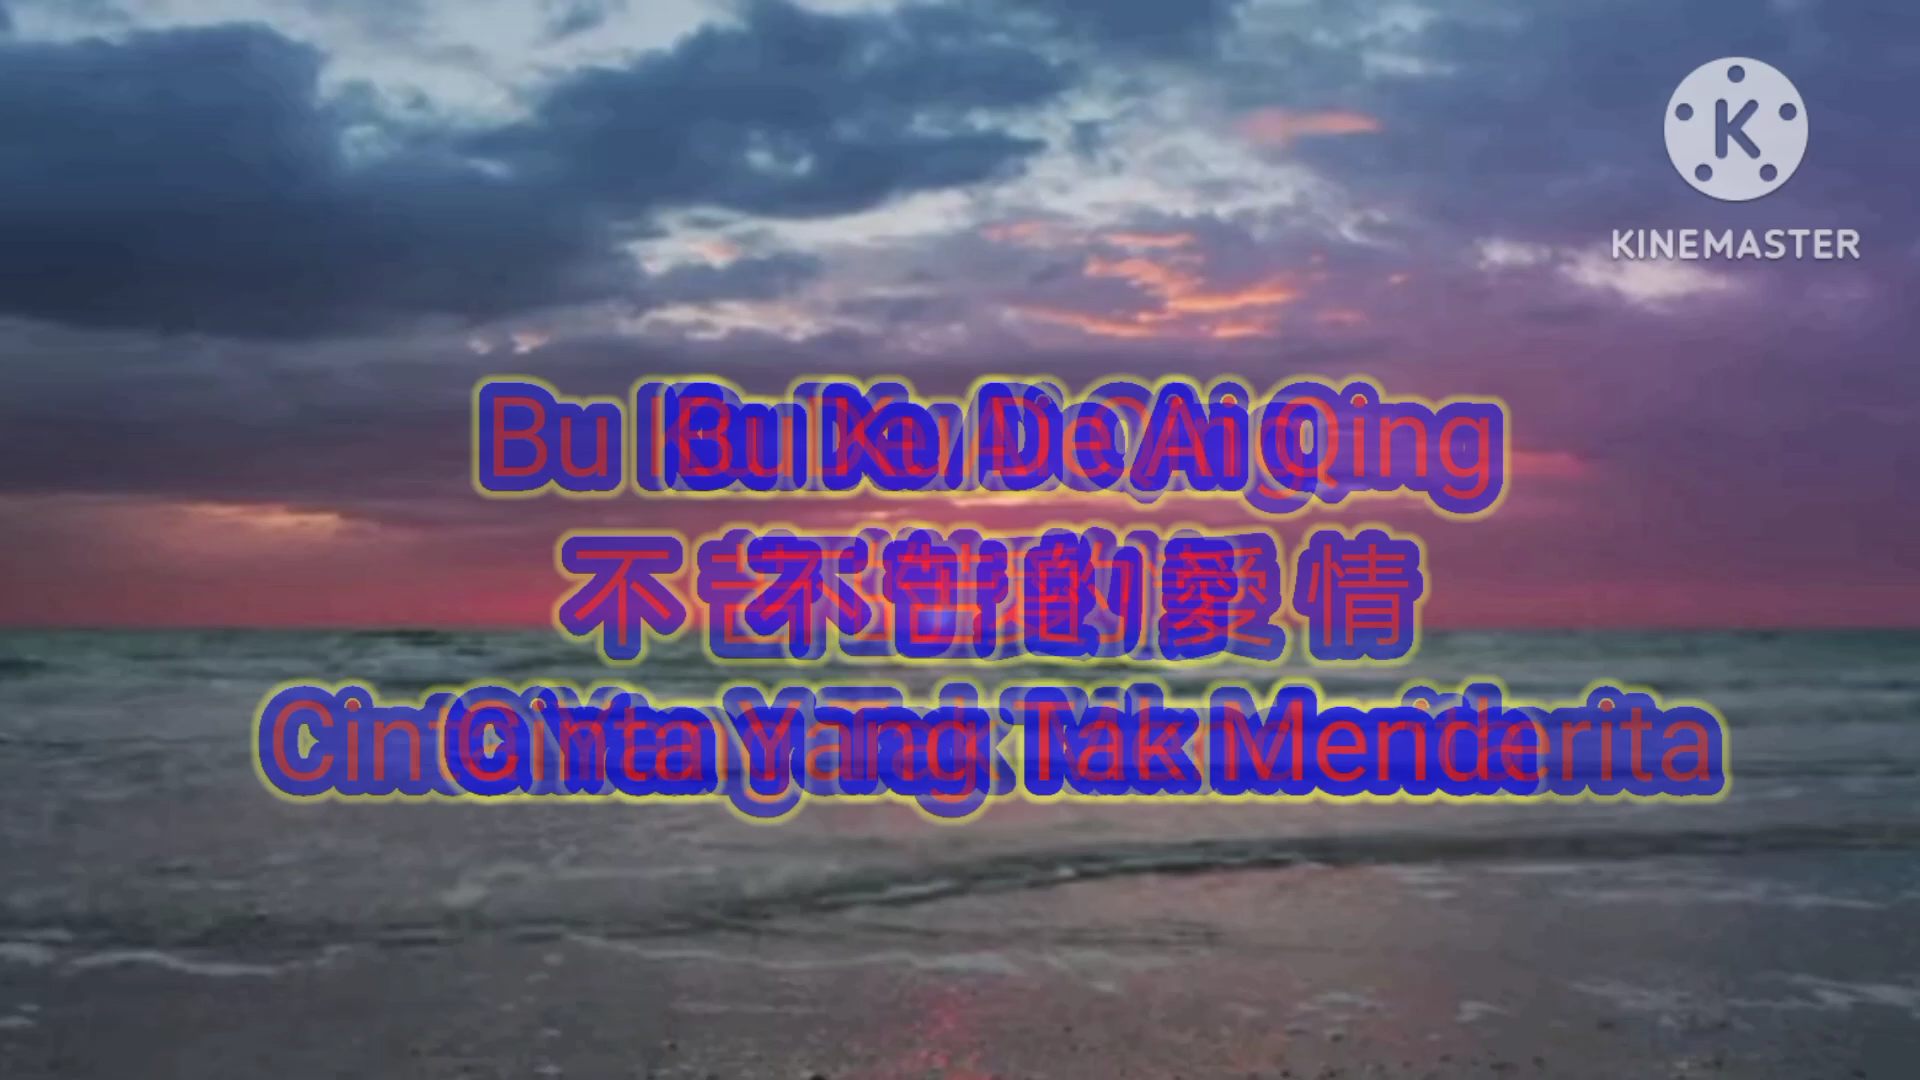 KINEMASTER
Bu Ku De Ai Qing
不苦的愛情
Cinta Yang Tak Menderita